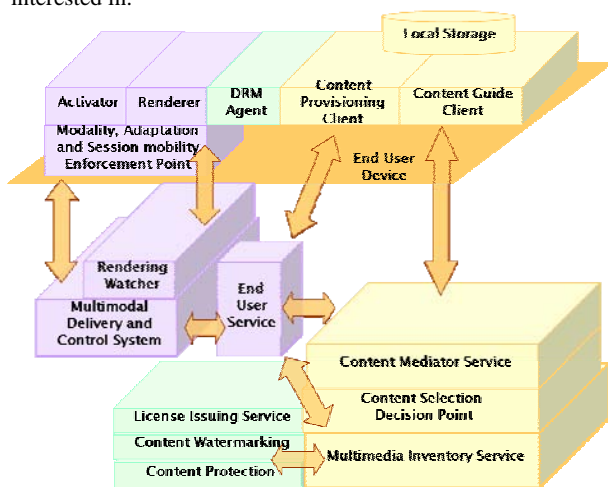 interested in.
Local Storage
Activator
Renderer
DRM
Agent
Content
Provisioning
Client
Content Guide
Client
Modality, Adaptation
and Session mobility
Enforcement Point
End User
Device
Rendering
Watcher
Multimodal
Delivery and
Control System
End
User
Service
Content Mediator Service
Content Selection
Decision Point
License Issuing Service
Content Watermarking
Content Protection
Multimedia Inventory Service